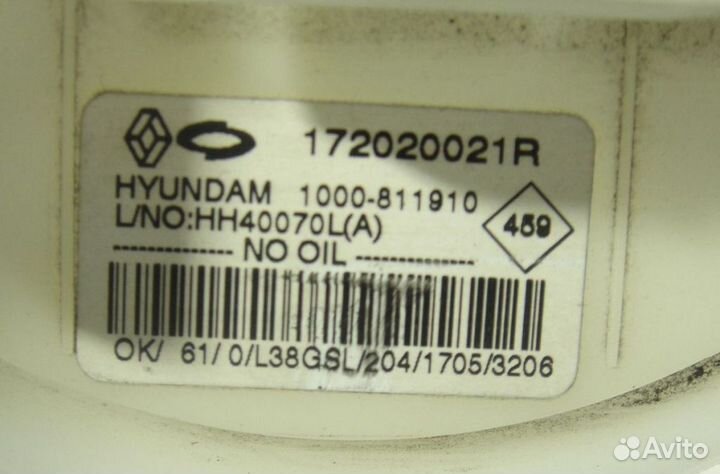 172020021R
HYUNDAM 1000-811910
L/NO:HH40070L(A)
459
-------------- NO OIL --------------
OK/ 61/ 0/L38GSL/204/1705/3206
Avito